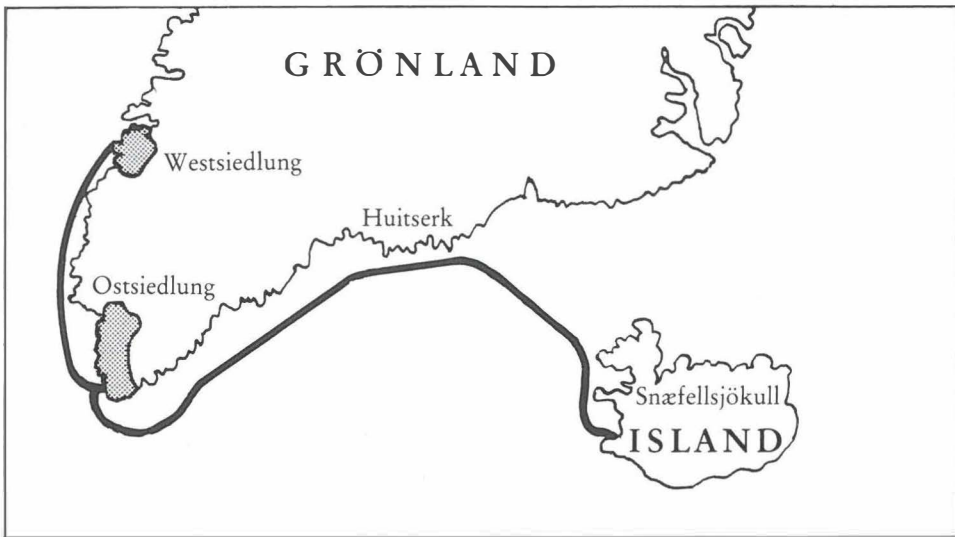 GRÖNLAND
Westsiedlung
Huitserk
Ostsiedlung
Snæfellsjökull
ISLAND